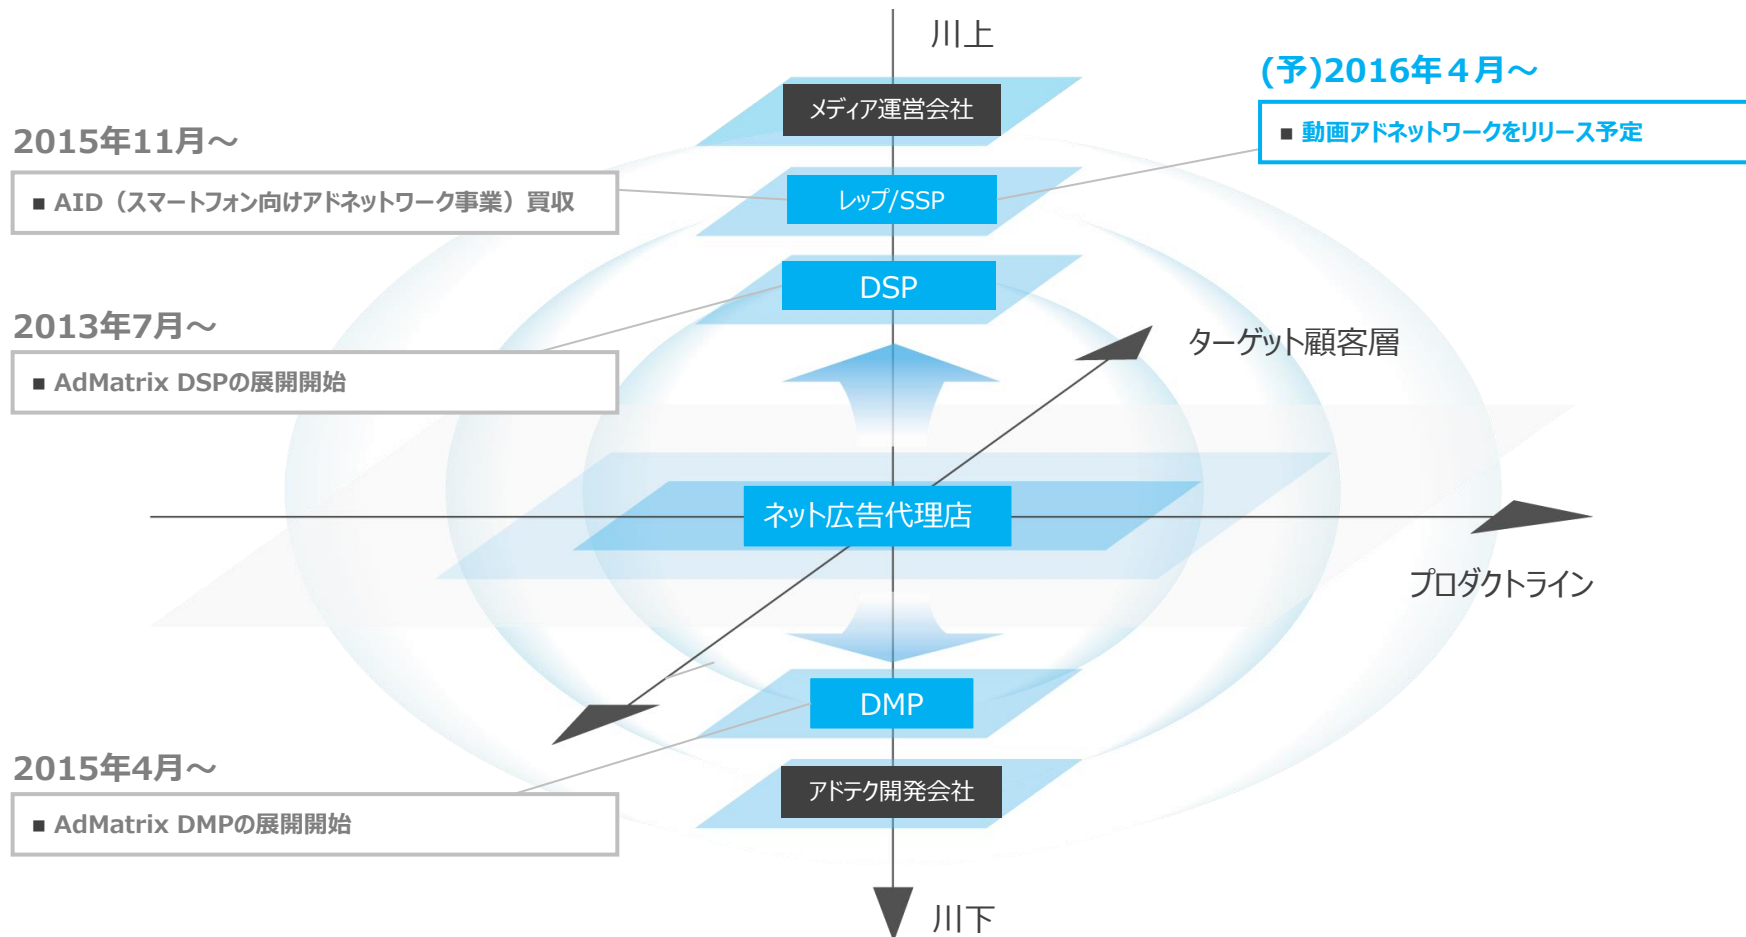 川上
(予)2016年４月～
メディア運営会社
■ 動画アドネットワークをリリース予定
2015年11月～
■ AID（スマートフォン向けアドネットワーク事業）買収
レップ/SSP
DSP
2013年7月～
■ AdMatrix DSPの展開開始
ターゲット顧客層
ネット広告代理店
プロダクトライン
DMP
2015年4月～
■ AdMatrix DMPの展開開始
アドテク開発会社
川下